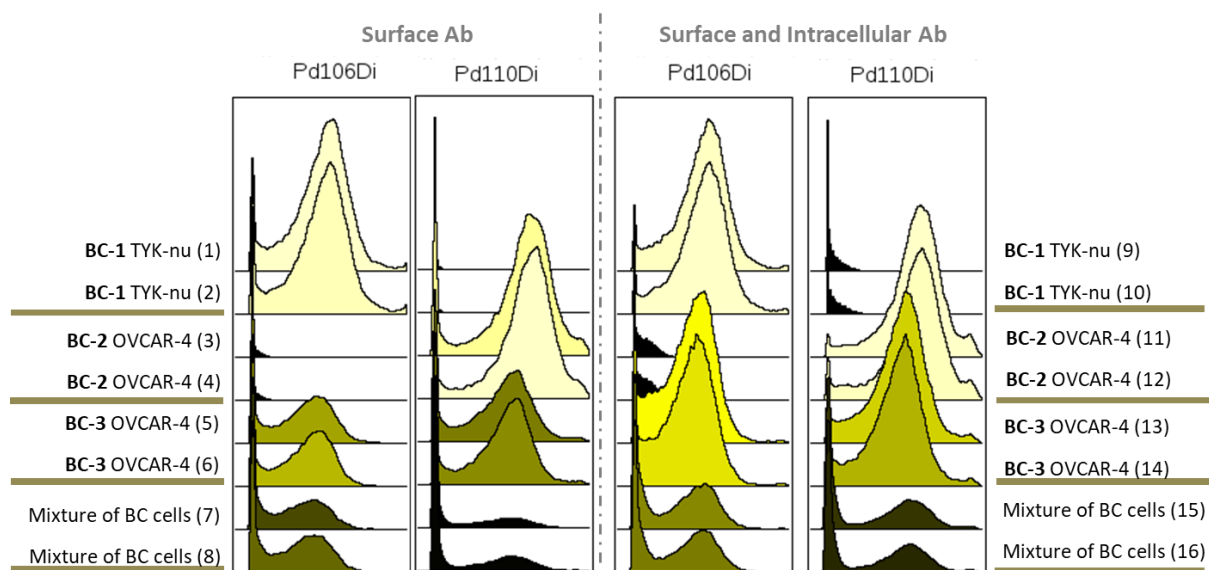 Surface Ab
Surface and Intracellular Ab
Pd106Di
Pd110Di
Pd106Di
Pd110Di
BC-1 TYK-nu (1)
BC-1 TYK-nu (2)
BC-2 OVCAR-4 (3)
BC-2 OVCAR-4 (4)
BC-3 OVCAR-4 (5)
BC-3 OVCAR-4 (6)
Mixture of BC cells (7)
Mixture of BC cells (8)
BC-1 TYK-nu (9)
BC-1 TYK-nu (10)
BC-2 OVCAR-4 (11)
BC-2 OVCAR-4 (12)
BC-3 OVCAR-4 (13)
BC-3 OVCAR-4 (14)
Mixture of BC cells (15)
Mixture of BC cells (16)